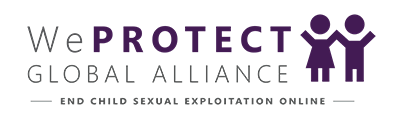 WePROTECT
GLOBAL ALLIANCE
END CHILD SEXUAL EXPLOITATION ONLINE